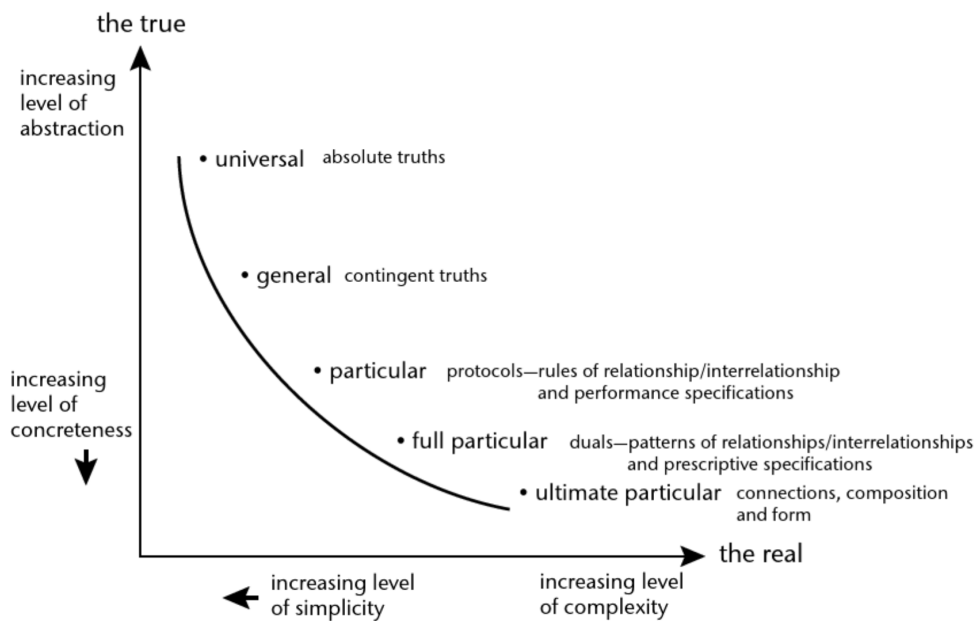 the true
increasing
level of
abstraction
• universal absolute truths
• general contingent truths
• particular protocols—rules of relationship/interrelationship
and performance specifications
increasing
level of
concreteness
• full particular duals—patterns of relationships/interrelationships
and prescriptive specifications
• ultimate particular connections, composition
and form
the real
increasing level
of simplicity
increasing level
of complexity